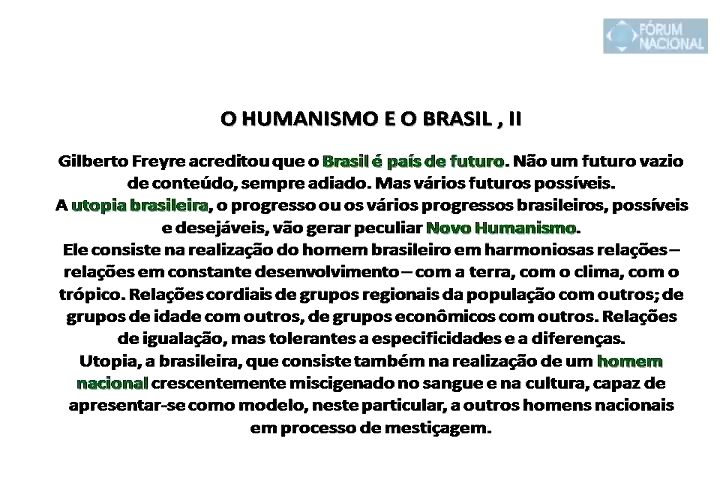 FÓRUM
NACIONAL
O HUMANISMO E O BRASIL , II
Gilberto Freyre acreditou que o Brasil é país de futuro. Não um futuro vazio
de conteúdo, sempre adiado. Mas vários futuros possíveis.
A utopia brasileira, o progresso ou os vários progressos brasileiros, possíveis
e desejáveis, vão gerar peculiar Novo Humanismo.
Ele consiste na realização do homem brasileiro em harmoniosas relações –
relações em constante desenvolvimento – com a terra, com o clima, com o
trópico. Relações cordiais de grupos regionais da população com outros; de
grupos de idade com outros, de grupos econômicos com outros. Relações
de igualação, mas tolerantes a especificidades e a diferenças.
Utopia, a brasileira, que consiste também na realização de um homem
nacional crescentemente miscigenado no sangue e na cultura, capaz de
apresentar-se como modelo, neste particular, a outros homens nacionais
em processo de mestiçagem.